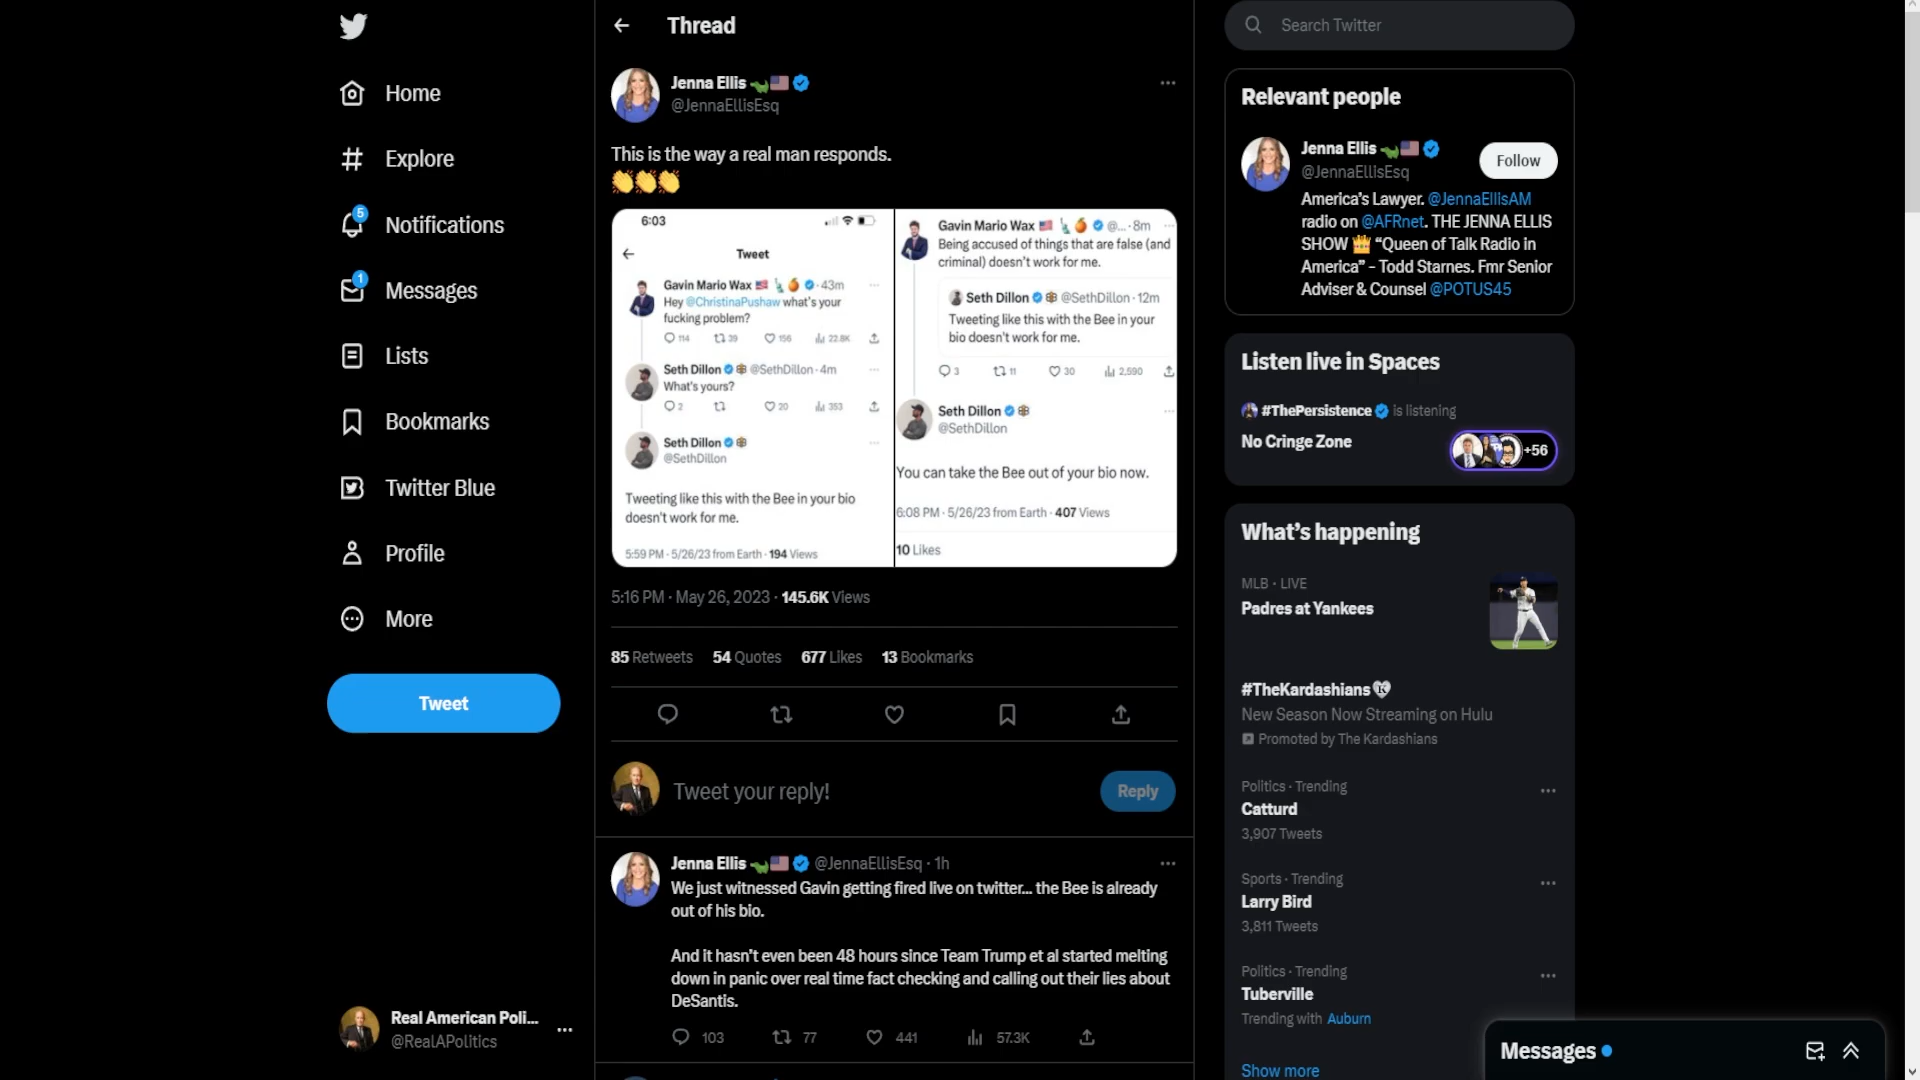 Home
Explore
5
Notifications
1
Messages
Lists
Bookmarks
Twitter Blue
Profile
More
Tweet
Real American Poli...
@RealAPolitics
Thread
Jenna Ellis
@JennaEllisEsq
This is the way a real man responds.
6:03
Tweet
Gavin Mario Wax · 43m
Hey @ChristinaPushaw what's your
fucking problem?
114 39 156 22.8K
Seth Dillon @SethDillon · 4m
What's yours?
2 20 353
Seth Dillon
@SethDillon
Tweeting like this with the Bee in your bio
doesn't work for me.
5:59 PM · 5/26/23 from Earth · 194 Views
Gavin Mario Wax @... · 8m
Being accused of things that are false (and
criminal) doesn't work for me.
Seth Dillon @SethDillon · 12m
Tweeting like this with the Bee in your
bio doesn't work for me.
3 11 30 2,590
Seth Dillon
@SethDillon
You can take the Bee out of your bio now.
6:08 PM · 5/26/23 from Earth · 407 Views
10 Likes
5:16 PM · May 26, 2023 · 145.6K Views
85 Retweets 54 Quotes 677 Likes 13 Bookmarks
Tweet your reply!
Reply
Jenna Ellis @JennaEllisEsq · 1h
We just witnessed Gavin getting fired live on twitter... the Bee is already
out of his bio.
And it hasn't even been 48 hours since Team Trump et al started melting
down in panic over real time fact checking and calling out their lies about
DeSantis.
103 77 441 57.3K
Search Twitter
Relevant people
Jenna Ellis
@JennaEllisEsq
Follow
America's Lawyer. @JennaEllisAM
radio on @AFRnet. THE JENNA ELLIS
SHOW “Queen of Talk Radio in
America” - Todd Starnes. Fmr Senior
Adviser & Counsel @POTUS45
Listen live in Spaces
#ThePersistence is listening
No Cringe Zone
+56
What's happening
MLB · LIVE
Padres at Yankees
#TheKardashians
New Season Now Streaming on Hulu
Promoted by The Kardashians
Politics · Trending
Catturd
3,907 Tweets
Sports · Trending
Larry Bird
3,811 Tweets
Politics · Trending
Tuberville
Trending with Auburn
Show more
Messages